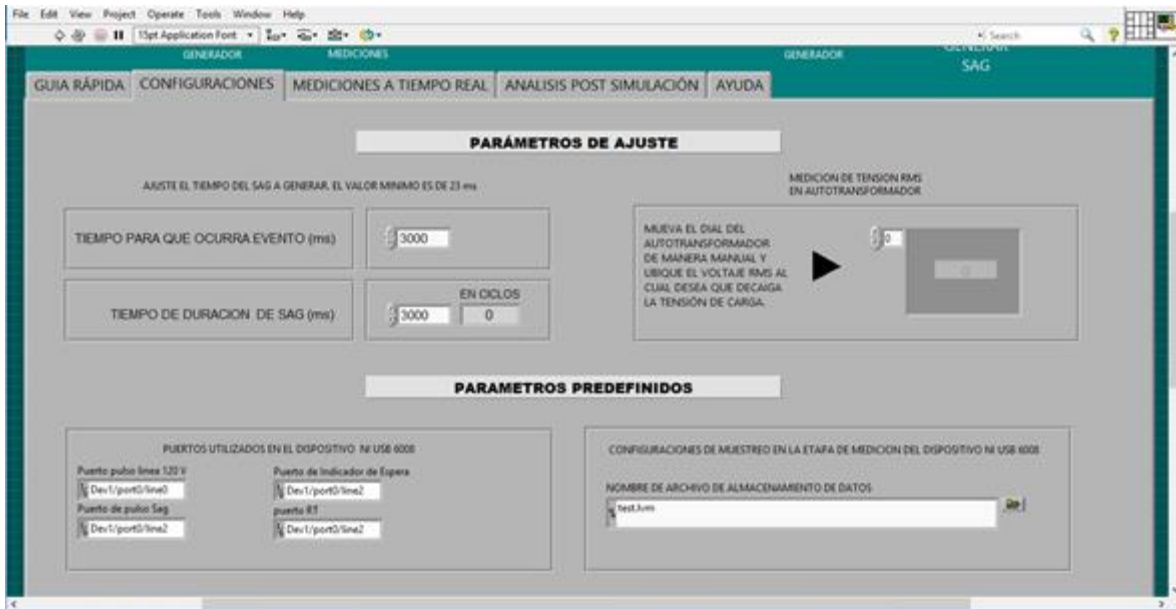 File Edit View Project Operate Tools Window Help
15pt Application Font
Search
GENERADOR
MEDICIONES
GENERADOR
GENERAR
SAG
GUIA RÁPIDA
CONFIGURACIONES
MEDICIONES A TIEMPO REAL
ANALISIS POST SIMULACIÓN
AYUDA
PARÁMETROS DE AJUSTE
AJUSTE EL TIEMPO DEL SAG A GENERAR. EL VALOR MINIMO ES DE 23 ms
TIEMPO PARA QUE OCURRA EVENTO (ms)
3000
TIEMPO DE DURACION DE SAG (ms)
3000
EN CICLOS
0
MEDICION DE TENSION RMS
EN AUTOTRANSFORMADOR
MUEVA EL DIAL DEL
AUTOTRANSFORMADOR
DE MANERA MANUAL Y
UBIQUE EL VOLTAJE RMS AL
CUAL DESEA QUE DECAIGA
LA TENSIÓN DE CARGA.
0
0
PARAMETROS PREDEFINIDOS
PUERTOS UTILIZADOS EN EL DISPOSITIVO NI USB 6008
Puerto pulso linea 120 V
Dev1/port0/line0
Puerto de Indicador de Espera
Dev1/port0/line2
Puerto de pulso Sag
Dev1/port0/line2
puerto RT
Dev1/port0/line2
CONFIGURACIONES DE MUESTREO EN LA ETAPA DE MEDICION DEL DISPOSITIVO NI USB 6008
NOMBRE DE ARCHIVO DE ALMACENAMIENTO DE DATOS
test.lvm